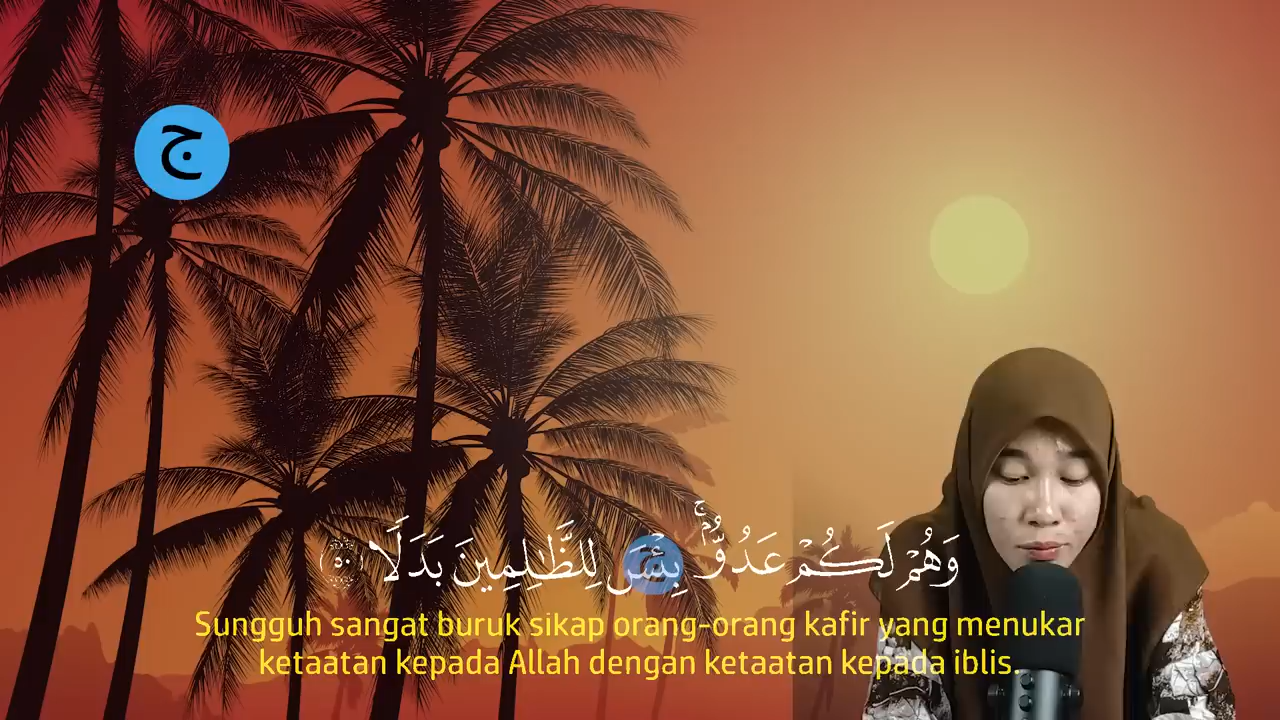 ج
وَهُمْ لَكُمْ عَدُوٌّۢ ۚ بِئْسَ لِلظَّـٰلِمِينَ بَدَلًا ﴿٥٠﴾
Sungguh sangat buruk sikap orang-orang kafir yang menukar
ketaatan kepada Allah dengan ketaatan kepada iblis.